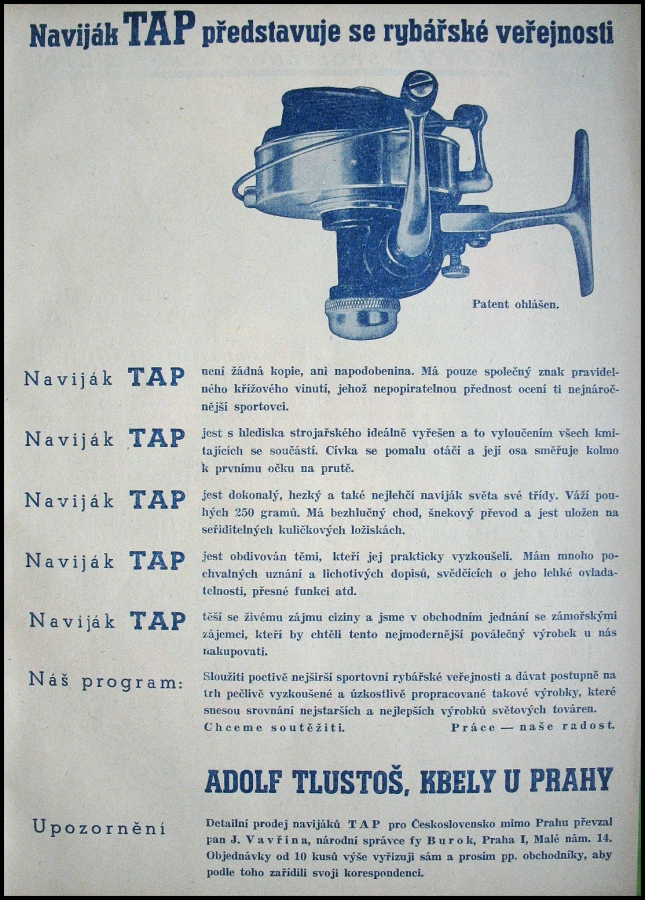 Naviják TAP představuje se rybářské veřejnosti
Patent ohlášen.
Naviják TAP není žádná kopie, ani napodobenina. Má pouze společný znak pravidel-
ného křížového vinutí, jehož nepopiratelnou přednost ocení ti nejnároč-
nější sportovci.
Naviják TAP jest s hlediska strojařského ideálně vyřešen a to vyloučením všech kmi-
tajících se součástí. Cívka se pomalu otáčí a její osa směřuje kolmo
k prvnímu očku na prutě.
Naviják TAP jest dokonalý, hezký a také nejlehčí naviják světa své třídy. Váží pou-
hých 250 gramů. Má bezhlučný chod, šnekový převod a jest uložen na
seřiditelných kuličkových ložiskách.
Naviják TAP jest obdivován těmi, kteří jej prakticky vyzkoušeli. Mám mnoho po-
chvalných uznání a lichotivých dopisů, svědčících o jeho lehké ovlada-
telnosti, přesné funkci atd.
Naviják TAP těší se živému zájmu ciziny a jsme v obchodním jednání se zámořskými
zájemci, kteří by chtěli tento nejmodernější poválečný výrobek u nás
nakupovati.
Náš program: Sloužiti poctivě nejširší sportovní rybářské veřejnosti a dávat postupně na
trh pečlivě vyzkoušené a úzkostlivě propracované takové výrobky, které
snesou srovnání nejstarších a nejlepších výrobků světových továren.
Chceme soutěžiti. Práce — naše radost.
ADOLF TLUSTOŠ, KBELY U PRAHY
Upozornění Detailní prodej navijáků TAP pro Československo mimo Prahu převzal
pan J. Vavřina, národní správce fy Burok, Praha I, Malé nám. 14.
Objednávky od 10 kusů výše vyřizuji sám a prosím pp. obchodníky, aby
podle toho zařídili svoji korespondenci.